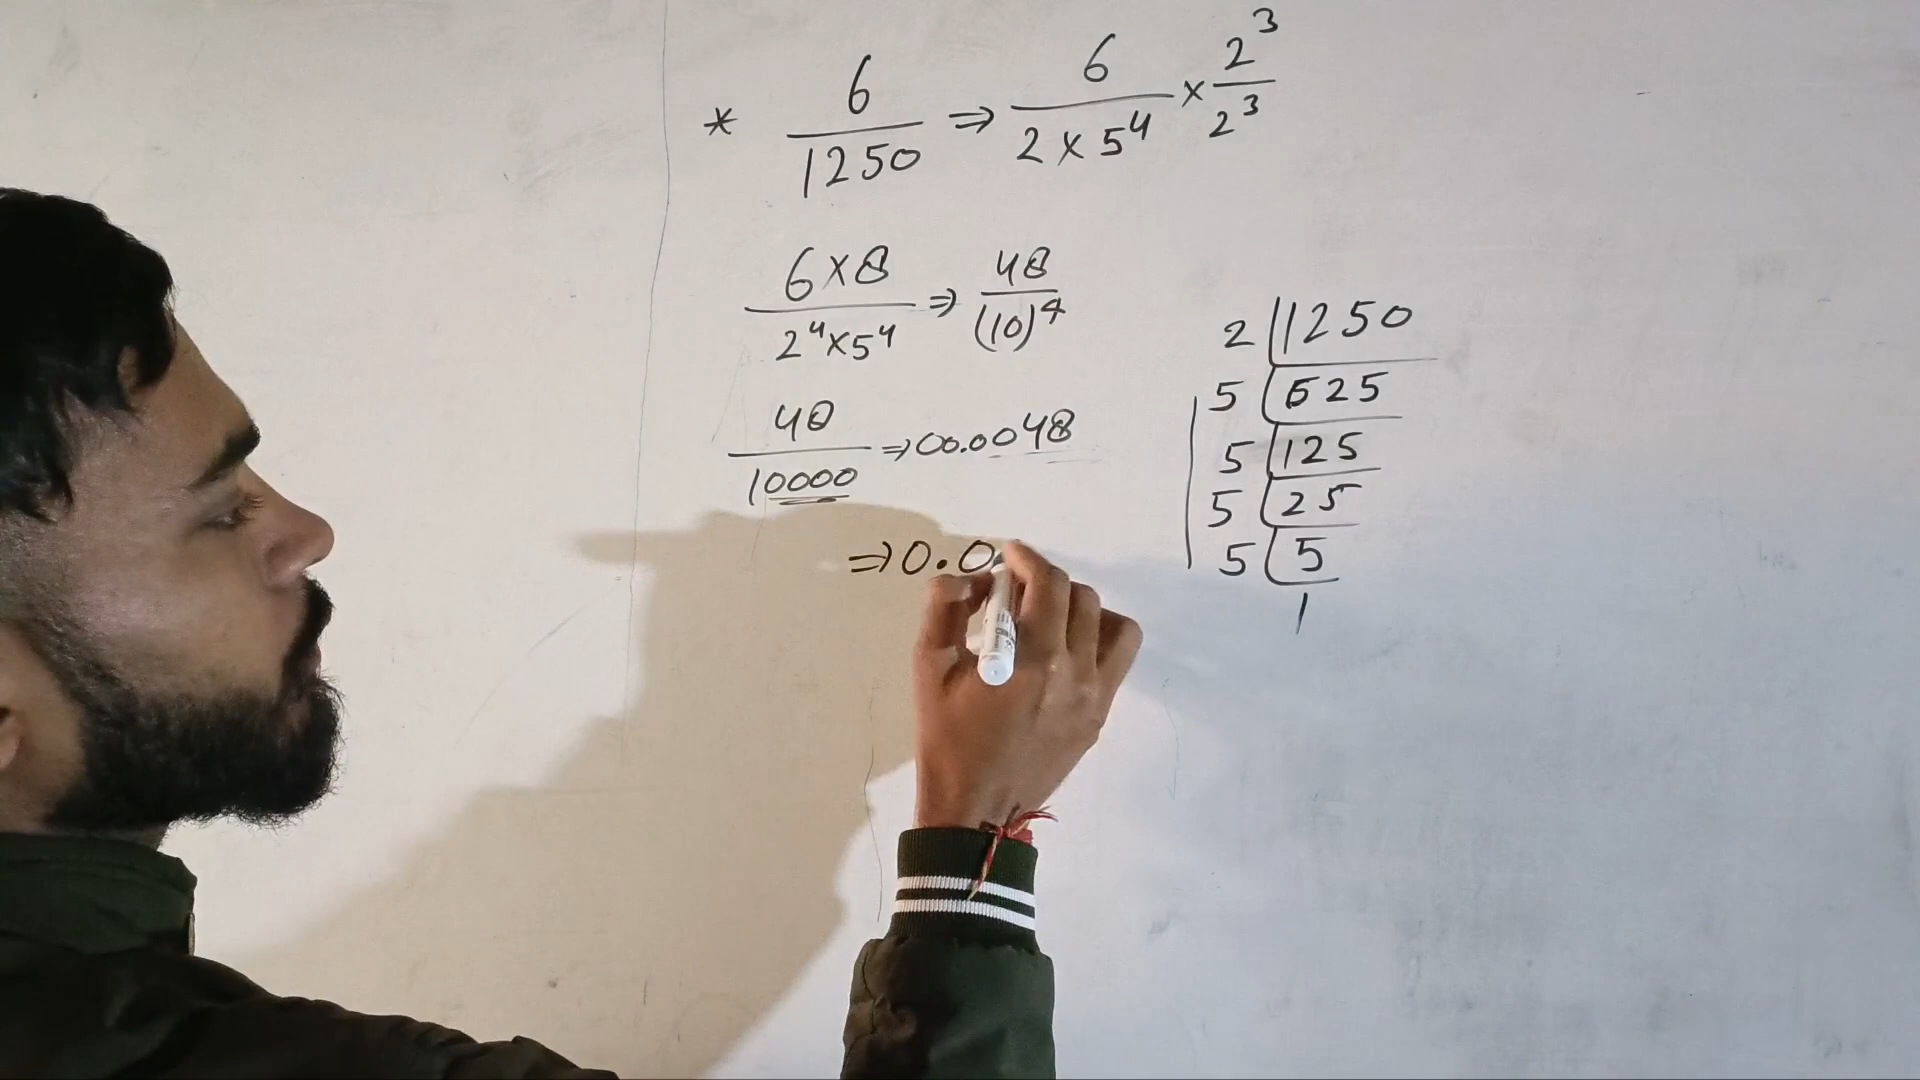 * 6/1250 ⇒ 6/(2 × 5⁴) × 2³/2³
(6×8)/(2⁴×5⁴) ⇒ 48/(10)⁴
48/10000 ⇒ 00.0048
⇒ 0.0
2 | 1250
5 | 625
5 | 125
5 | 25
5 | 5
1